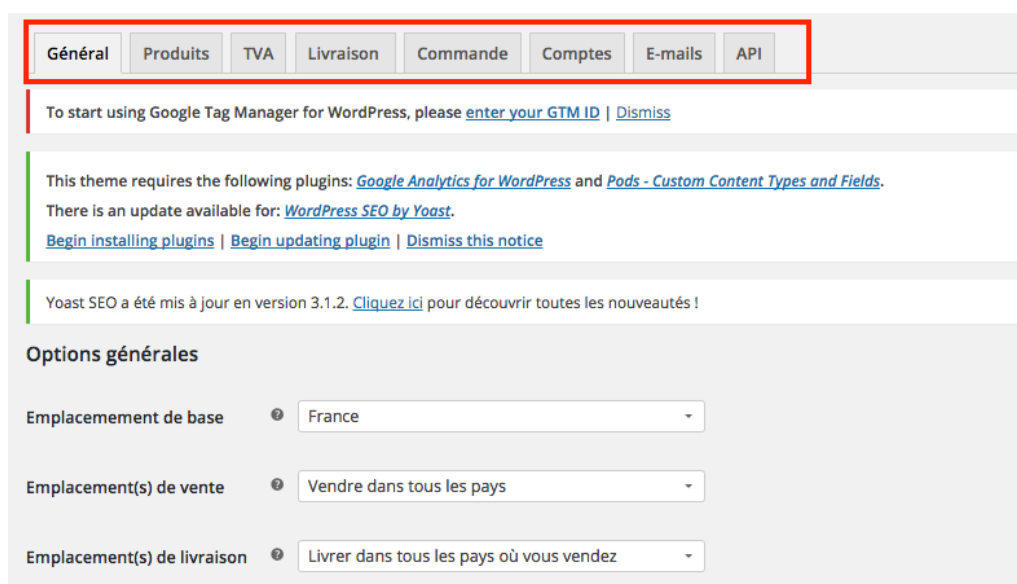 Général Produits TVA Livraison Commande Comptes E-mails API
To start using Google Tag Manager for WordPress, please enter your GTM ID | Dismiss
This theme requires the following plugins: Google Analytics for WordPress and Pods - Custom Content Types and Fields.
There is an update available for: WordPress SEO by Yoast.
Begin installing plugins | Begin updating plugin | Dismiss this notice
Yoast SEO a été mis à jour en version 3.1.2. Cliquez ici pour découvrir toutes les nouveautés !
Options générales
Emplacemement de base ? France
Emplacement(s) de vente ? Vendre dans tous les pays
Emplacement(s) de livraison ? Livrer dans tous les pays où vous vendez